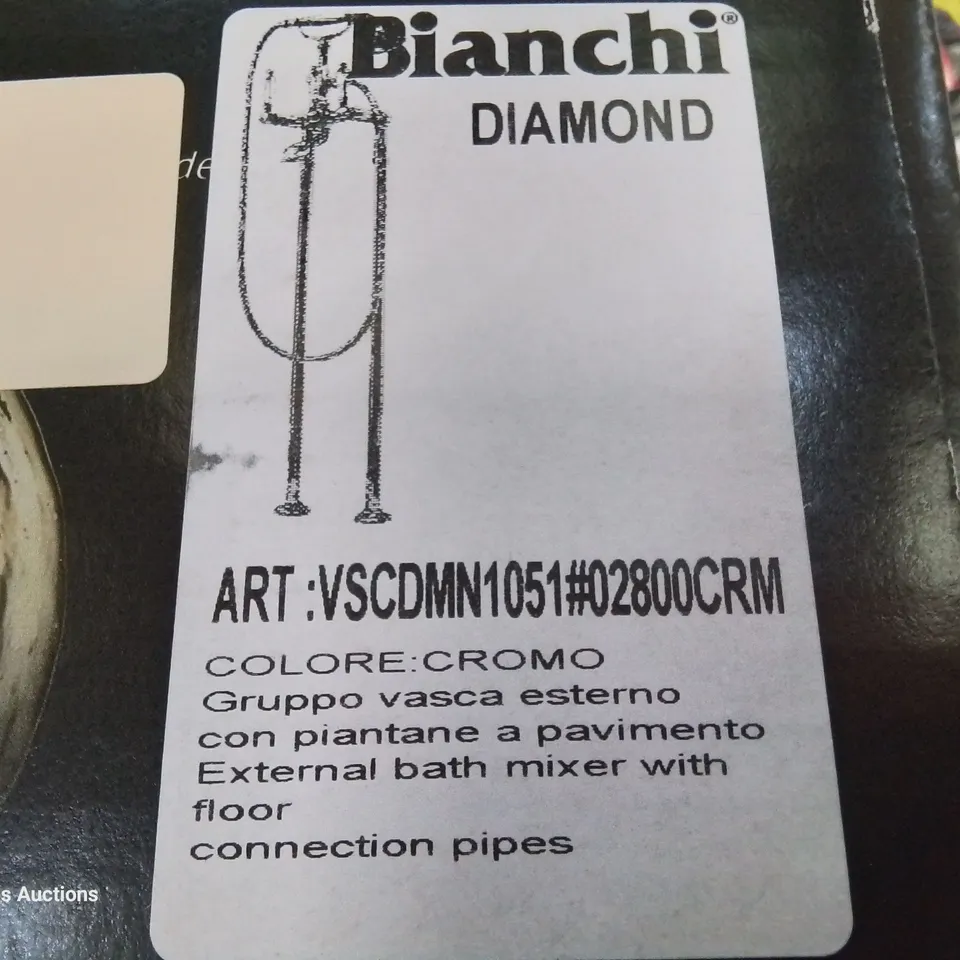 Bianchi®
DIAMOND
de
ART :VSCDMN1051#02800CRM
COLORE:CROMO
Gruppo vasca esterno
con piantane a pavimento
External bath mixer with
floor
connection pipes
s Auctions